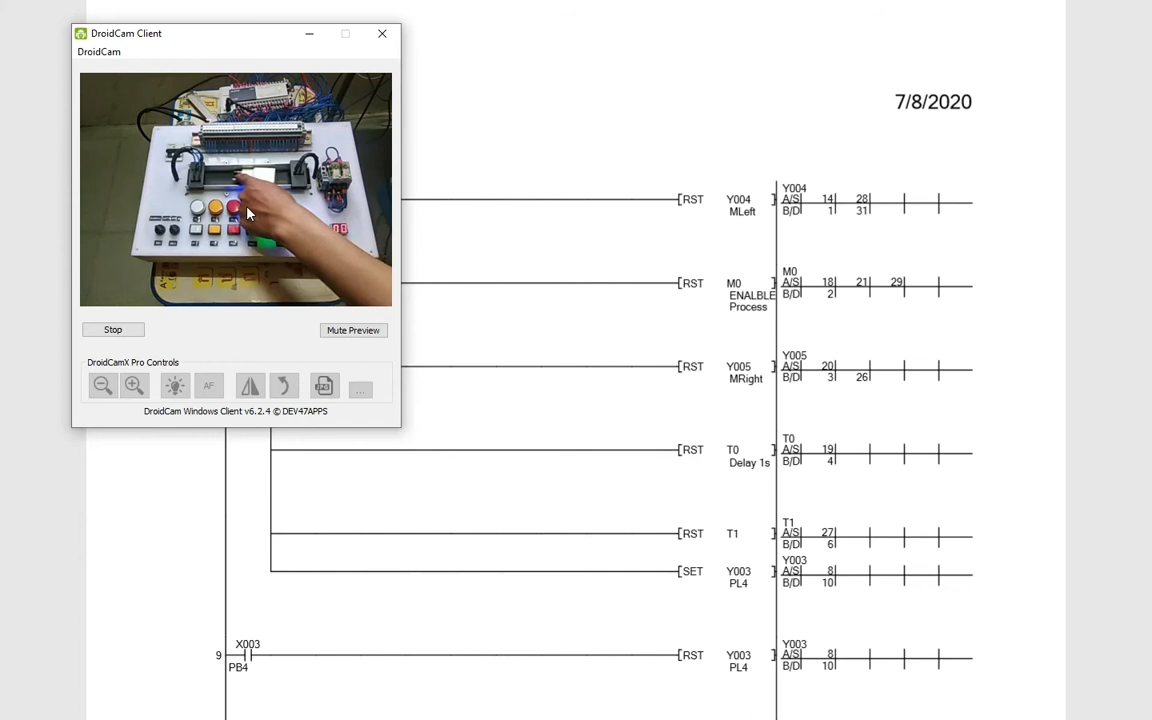 DroidCam Client
DroidCam
Stop
Mute Preview
DroidCamX Pro Controls
AF
JPG
...
DroidCam Windows Client v6.2.4 © DEV47APPS
7/8/2020
RST Y004
MLeft
Y004
A/S 14 28
B/D 1 31
RST M0
ENALBLE
Process
M0
A/S 18 21 29
B/D 2
RST Y005
MRight
Y005
A/S 20
B/D 3 26
RST T0
Delay 1s
T0
A/S 19
B/D 4
RST T1
T1
A/S 27
B/D 6
SET Y003
PL4
Y003
A/S 8
B/D 10
X003
9
PB4
RST Y003
PL4
Y003
A/S 8
B/D 10